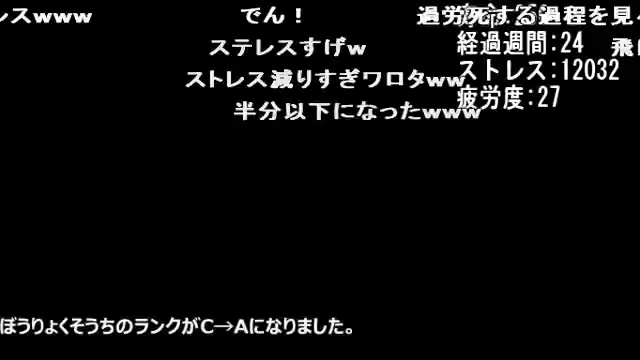 レスwww
でん！
過労死する過程を見る
ステレスすげw
経過週間:24
飛
ストレス減りすぎワロタww
ストレス:12032
半分以下になったwww
疲労度:27
ぼうりょくそうちのランクがC→Aになりました。